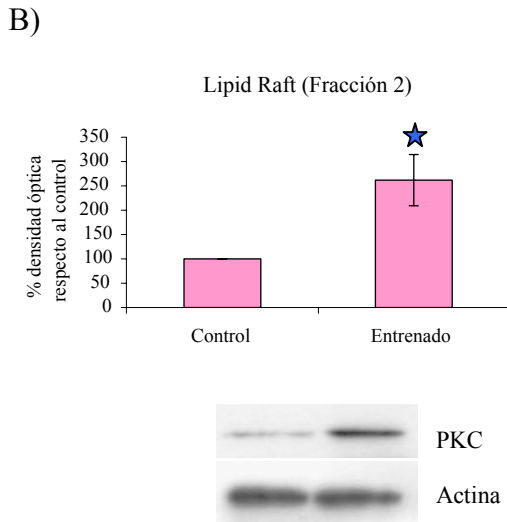 B)
Lipid Raft (Fracción 2)
% densidad óptica
respecto al control
350
300
250
200
150
100
50
0
Control Entrenado
PKC
Actina